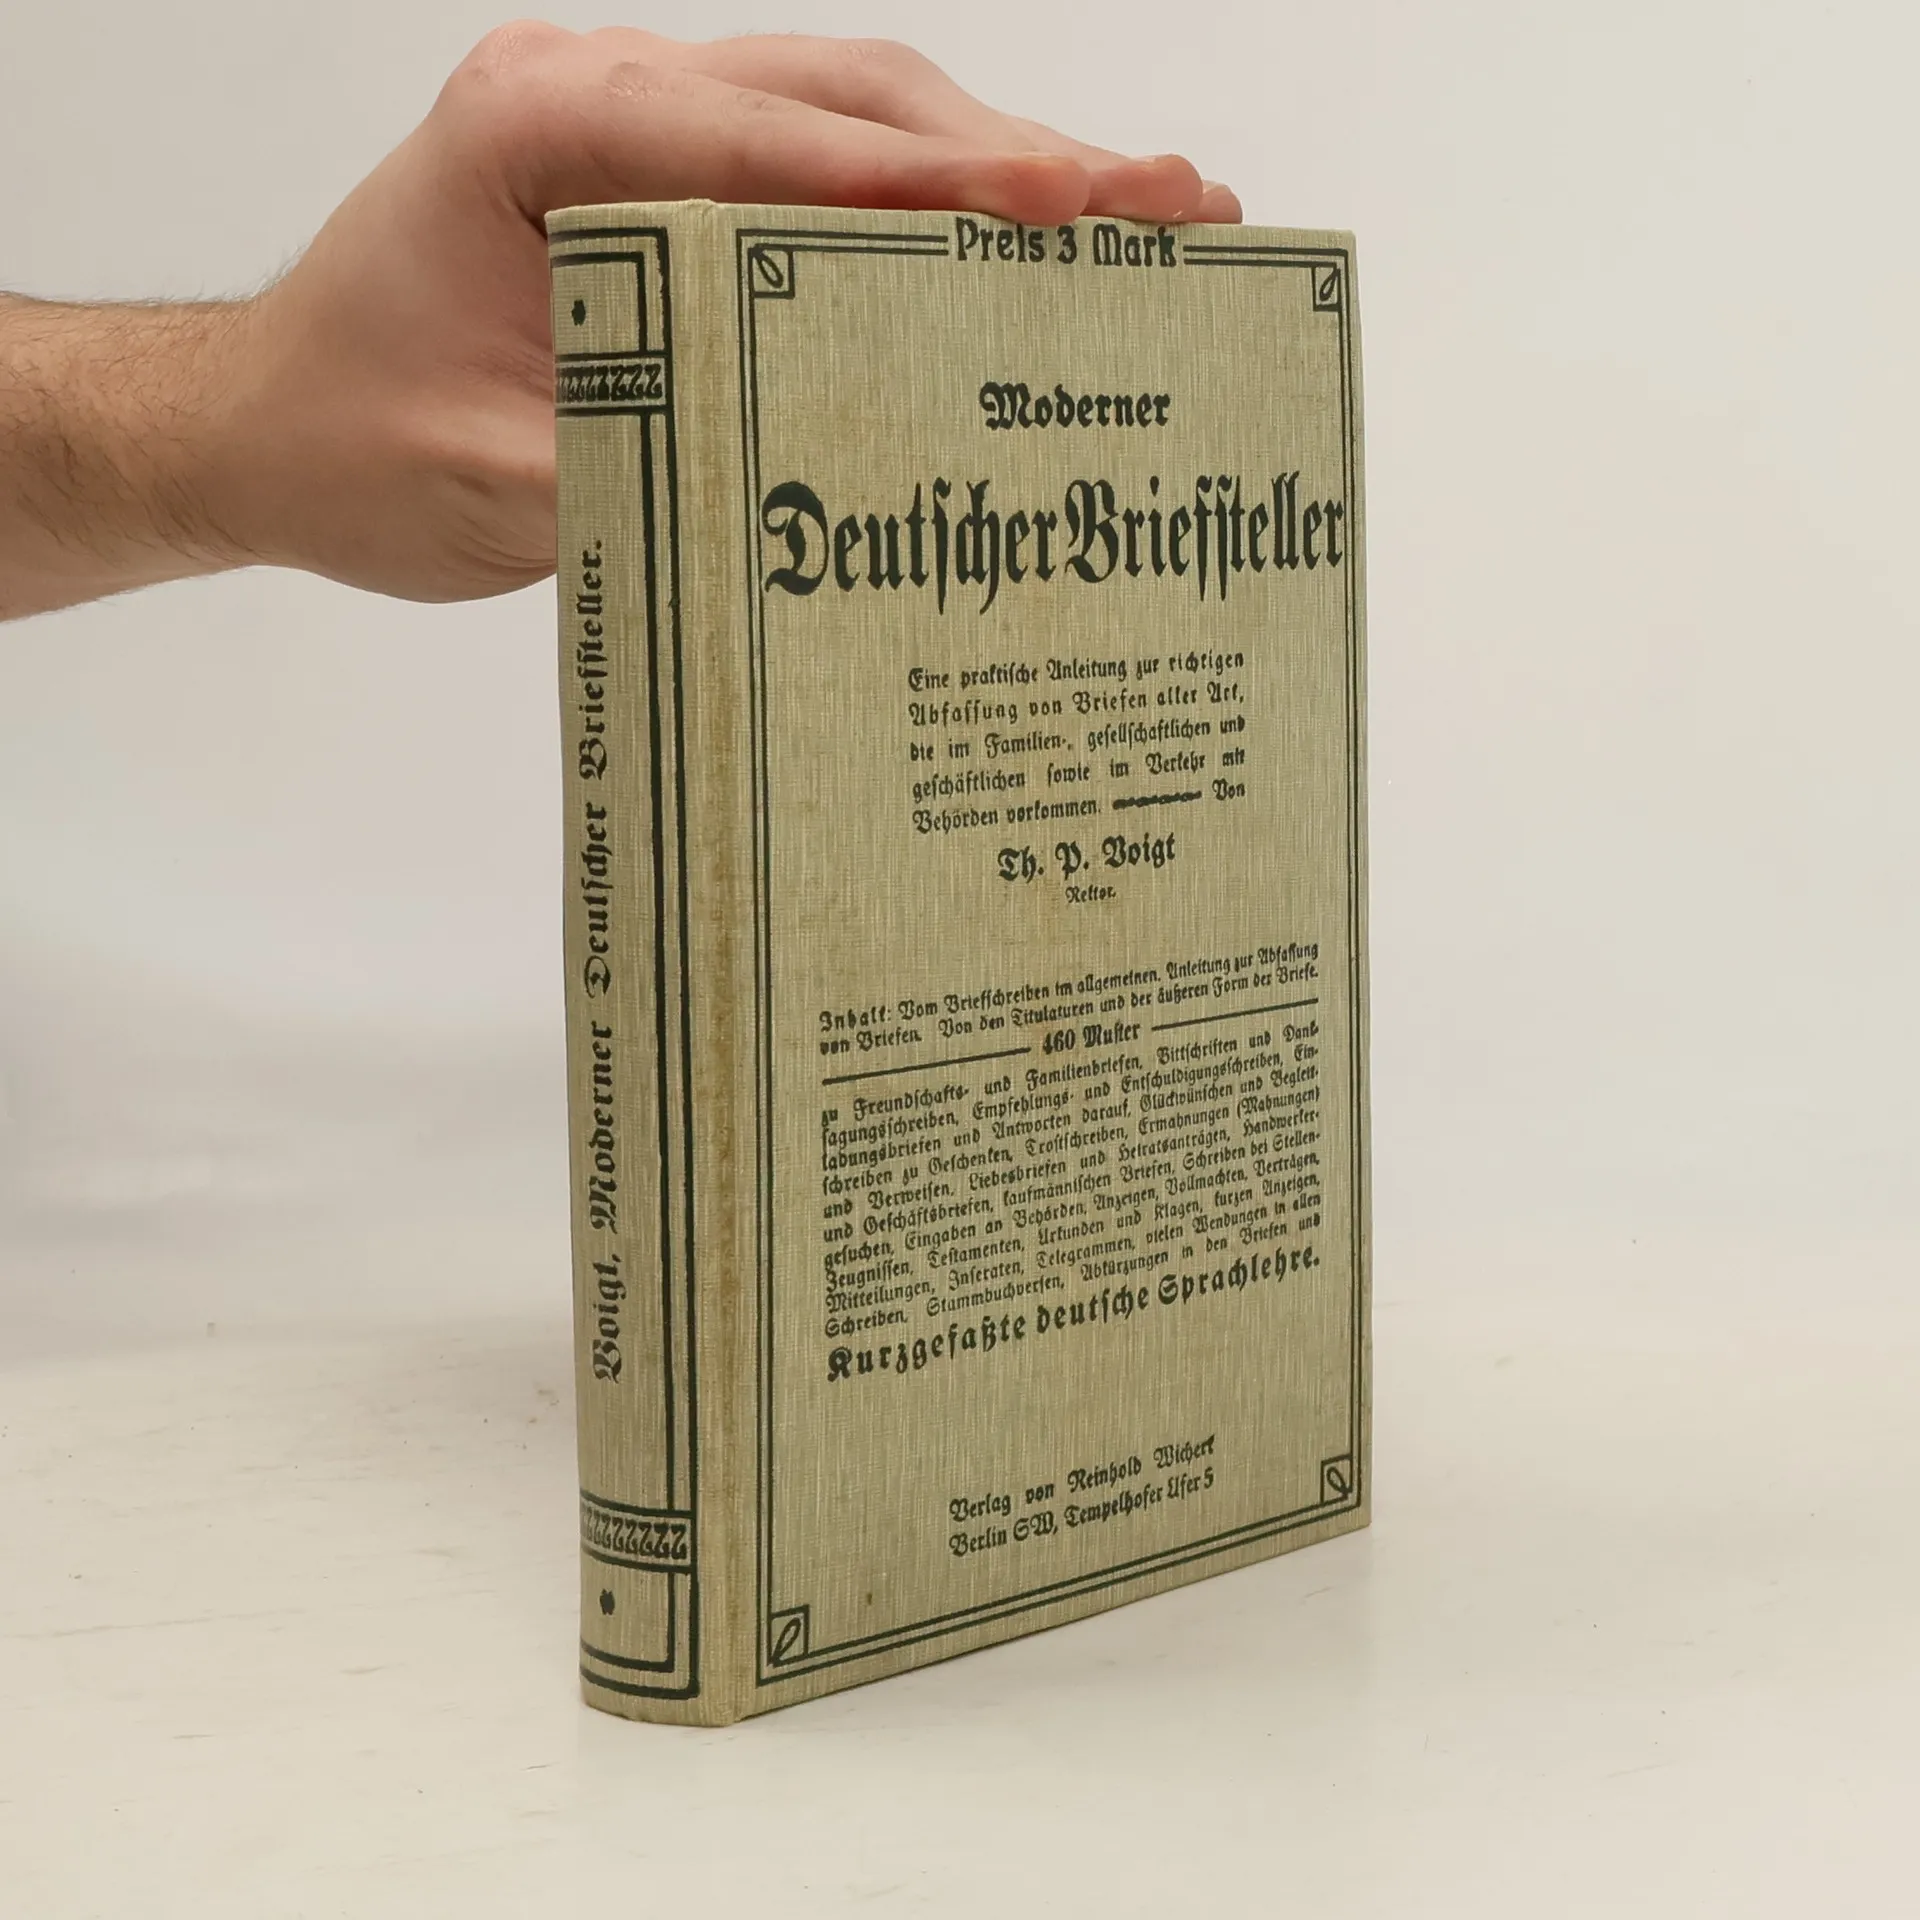 Preis 3 Mark
Moderner
Deutscher Briefsteller
Eine praktische Anleitung zur richtigen
Abfassung von Briefen aller Art,
die im Familien-, gesellschaftlichen und
geschäftlichen sowie im Verkehr mit
Behörden vorkommen. Von
Th. P. Voigt
Rektor.
Inhalt: Vom Briefschreiben im allgemeinen. Anleitung zur Abfassung
von Briefen. Von den Titulaturen und der äußeren Form der Briefe.
460 Muster
zu Freundschafts- und Familienbriefen, Bittschriften und Dank-
sagungsschreiben, Empfehlungs- und Entschuldigungsschreiben, Ein-
ladungsbriefen und Antworten darauf, Glückwünschen und Begleit-
schreiben zu Geschenken, Trostschreiben, Ermahnungen (Mahnungen)
und Verweisen, Liebesbriefen und Heiratsanträgen, Handwerker-
und Geschäftsbriefen, kaufmännischen Briefen, Schreiben bei Stellen-
gesuchen, Eingaben an Behörden, Anzeigen, Vollmachten, Verträgen,
Zeugnissen, Testamenten, Urkunden und Klagen, kurzen Anzeigen,
Mitteilungen, Inseraten, Telegrammen, vielen Wendungen in allen
Schreiben, Stammbuchversen, Abkürzungen in den Briefen und
Kurzgefaßte deutsche Sprachlehre.
Verlag von Reinhold Wichert
Berlin SW, Tempelhofer Ufer 5
Voigt, Moderner Deutscher Briefsteller.